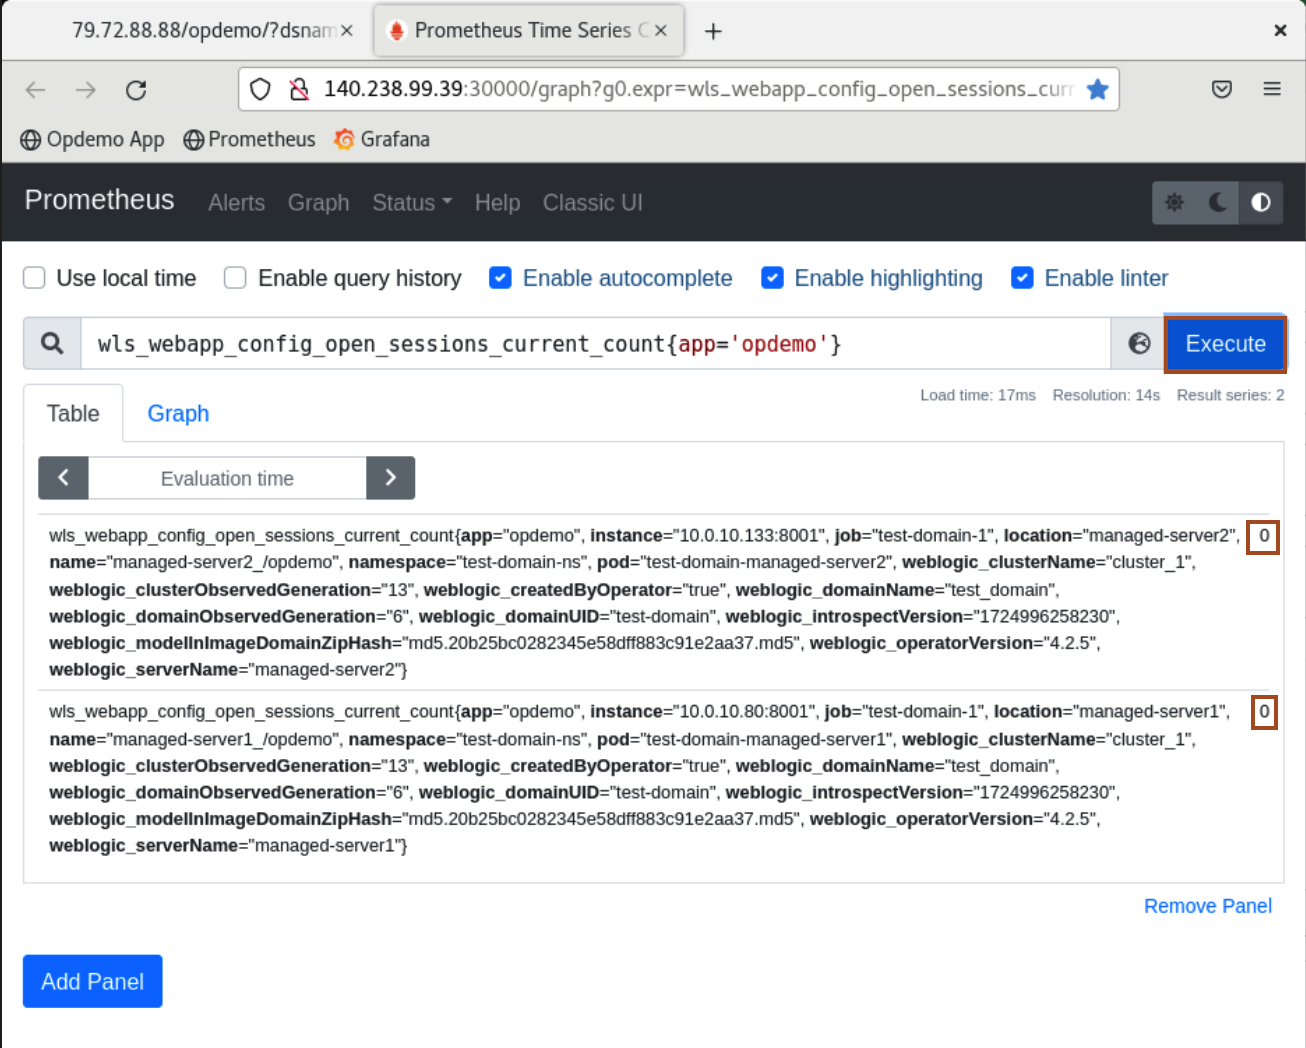 79.72.88.88/opdemo/?dsnam
Prometheus Time Series C
140.238.99.39:30000/graph?g0.expr=wls_webapp_config_open_sessions_curr
Opdemo App Prometheus Grafana
Prometheus Alerts Graph Status Help Classic UI
Use local time Enable query history Enable autocomplete Enable highlighting Enable linter
wls_webapp_config_open_sessions_current_count{app='opdemo'} Execute
Load time: 17ms Resolution: 14s Result series: 2
Table Graph
Evaluation time
wls_webapp_config_open_sessions_current_count{app="opdemo", instance="10.0.10.133:8001", job="test-domain-1", location="managed-server2", 0
name="managed-server2_/opdemo", namespace="test-domain-ns", pod="test-domain-managed-server2", weblogic_clusterName="cluster_1",
weblogic_clusterObservedGeneration="13", weblogic_createdByOperator="true", weblogic_domainName="test_domain",
weblogic_domainObservedGeneration="6", weblogic_domainUID="test-domain", weblogic_introspectVersion="1724996258230",
weblogic_modelInImageDomainZipHash="md5.20b25bc0282345e58dff883c91e2aa37.md5", weblogic_operatorVersion="4.2.5",
weblogic_serverName="managed-server2"}
wls_webapp_config_open_sessions_current_count{app="opdemo", instance="10.0.10.80:8001", job="test-domain-1", location="managed-server1", 0
name="managed-server1_/opdemo", namespace="test-domain-ns", pod="test-domain-managed-server1", weblogic_clusterName="cluster_1",
weblogic_clusterObservedGeneration="13", weblogic_createdByOperator="true", weblogic_domainName="test_domain",
weblogic_domainObservedGeneration="6", weblogic_domainUID="test-domain", weblogic_introspectVersion="1724996258230",
weblogic_modelInImageDomainZipHash="md5.20b25bc0282345e58dff883c91e2aa37.md5", weblogic_operatorVersion="4.2.5",
weblogic_serverName="managed-server1"}
Remove Panel
Add Panel